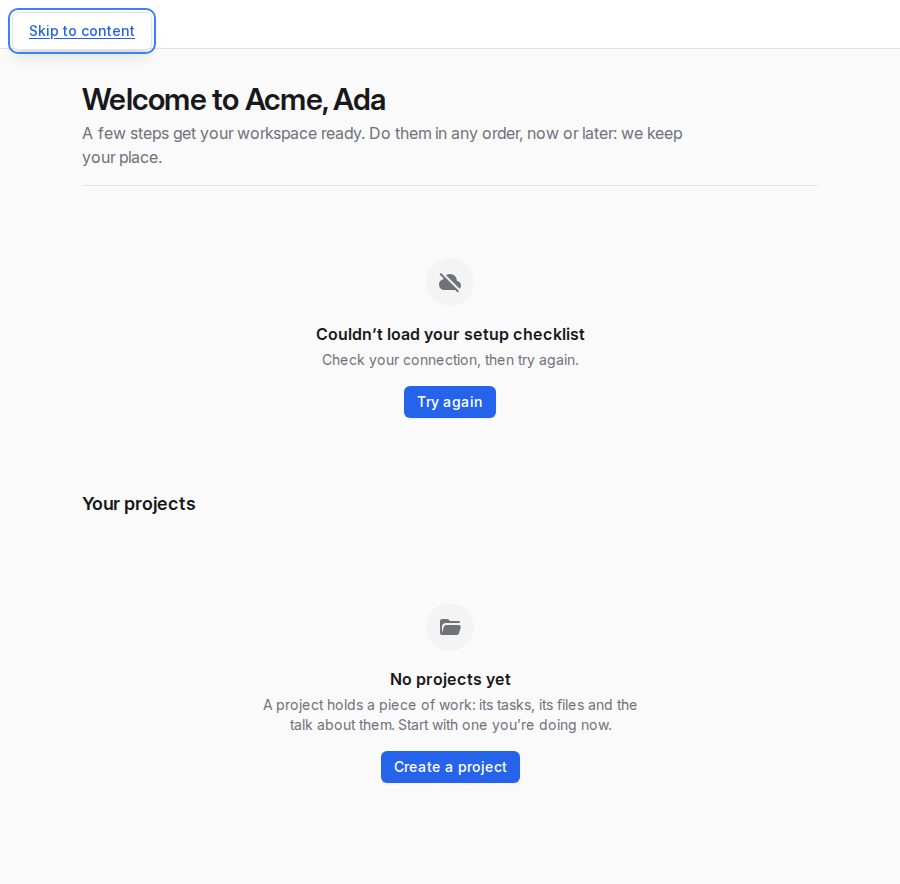 Skip to content
Welcome to Acme, Ada
A few steps get your workspace ready. Do them in any order, now or later: we keep
your place.
Couldn’t load your setup checklist
Check your connection, then try again.
Try again
Your projects
No projects yet
A project holds a piece of work: its tasks, its files and the
talk about them. Start with one you’re doing now.
Create a project